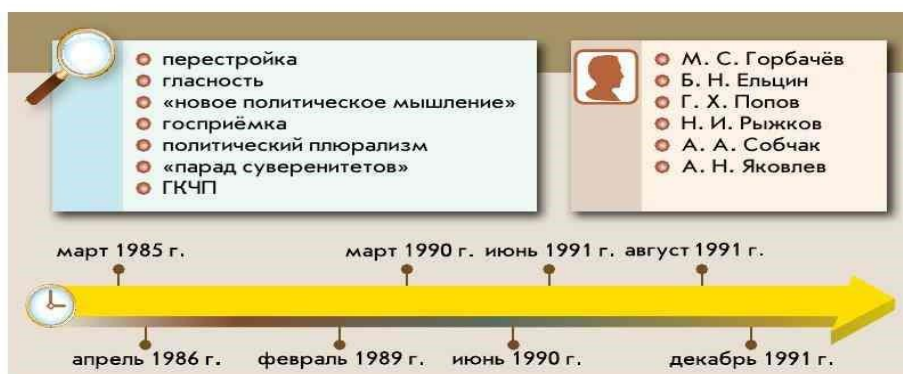 перестройка
гласность
«новое политическое мышление»
госприёмка
политический плюрализм
«парад суверенитетов»
ГКЧП
М. С. Горбачёв
Б. Н. Ельцин
Г. Х. Попов
Н. И. Рыжков
А. А. Собчак
А. Н. Яковлев
март 1985 г.
март 1990 г.
июнь 1991 г.
август 1991 г.
апрель 1986 г.
февраль 1989 г.
июнь 1990 г.
декабрь 1991 г.